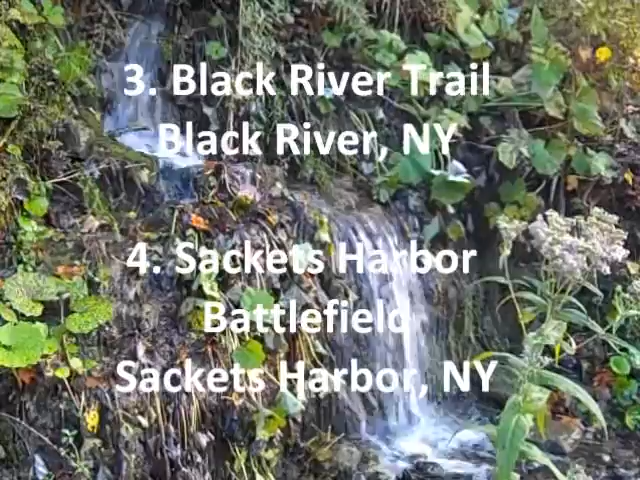 3. Black River Trail
Black River, NY
4. Sackets Harbor
Battlefield
Sackets Harbor, NY